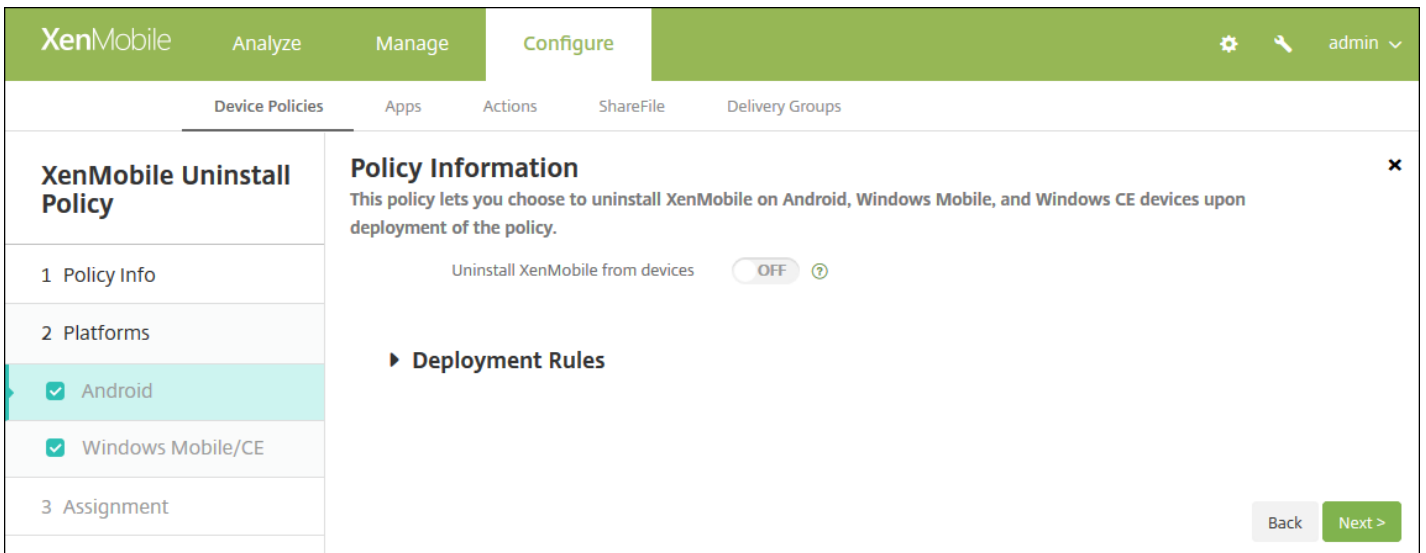 XenMobile Analyze Manage Configure admin
Device Policies Apps Actions ShareFile Delivery Groups
XenMobile Uninstall
Policy
1 Policy Info
2 Platforms
Android
Windows Mobile/CE
3 Assignment
Policy Information
This policy lets you choose to uninstall XenMobile on Android, Windows Mobile, and Windows CE devices upon
deployment of the policy.
Uninstall XenMobile from devices OFF ?
Deployment Rules
Back Next >